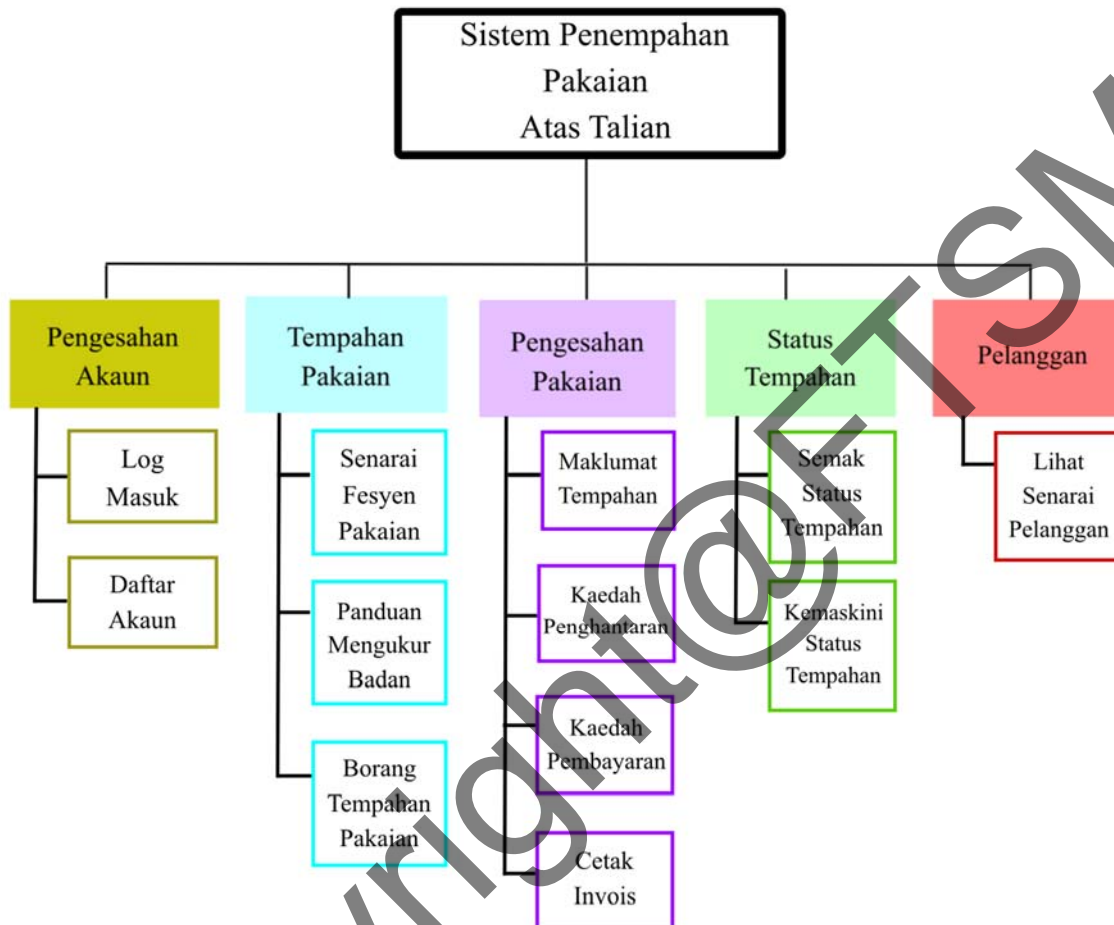 Sistem Penempahan
Pakaian
Atas Talian
Pengesahan
Akaun
Log
Masuk
Daftar
Akaun
Tempahan
Pakaian
Senarai
Fesyen
Pakaian
Panduan
Mengukur
Badan
Borang
Tempahan
Pakaian
Pengesahan
Pakaian
Maklumat
Tempahan
Kaedah
Penghantaran
Kaedah
Pembayaran
Cetak
Invois
Status
Tempahan
Semak
Status
Tempahan
Kemaskini
Status
Tempahan
Pelanggan
Lihat
Senarai
Pelanggan
yright@FTSM